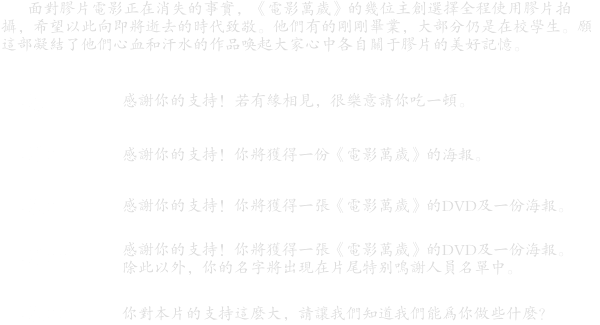 面對膠片電影正在消失的事實，《電影萬歲》的幾位主創選擇全程使用膠片拍
攝，希望以此向即將逝去的時代致敬。他們有的剛剛畢業，大部分仍是在校學生。願
這部凝結了他們心血和汗水的作品喚起大家心中各自關于膠片的美好記憶。
感謝你的支持！若有緣相見，很樂意請你吃一頓。
感謝你的支持！你將獲得一份《電影萬歲》的海報。
感謝你的支持！你將獲得一張《電影萬歲》的DVD及一份海報。
感謝你的支持！你將獲得一張《電影萬歲》的DVD及一份海報。
除此以外，你的名字將出現在片尾特別鳴謝人員名單中。
你對本片的支持這麼大，請讓我們知道我們能爲你做些什麼？